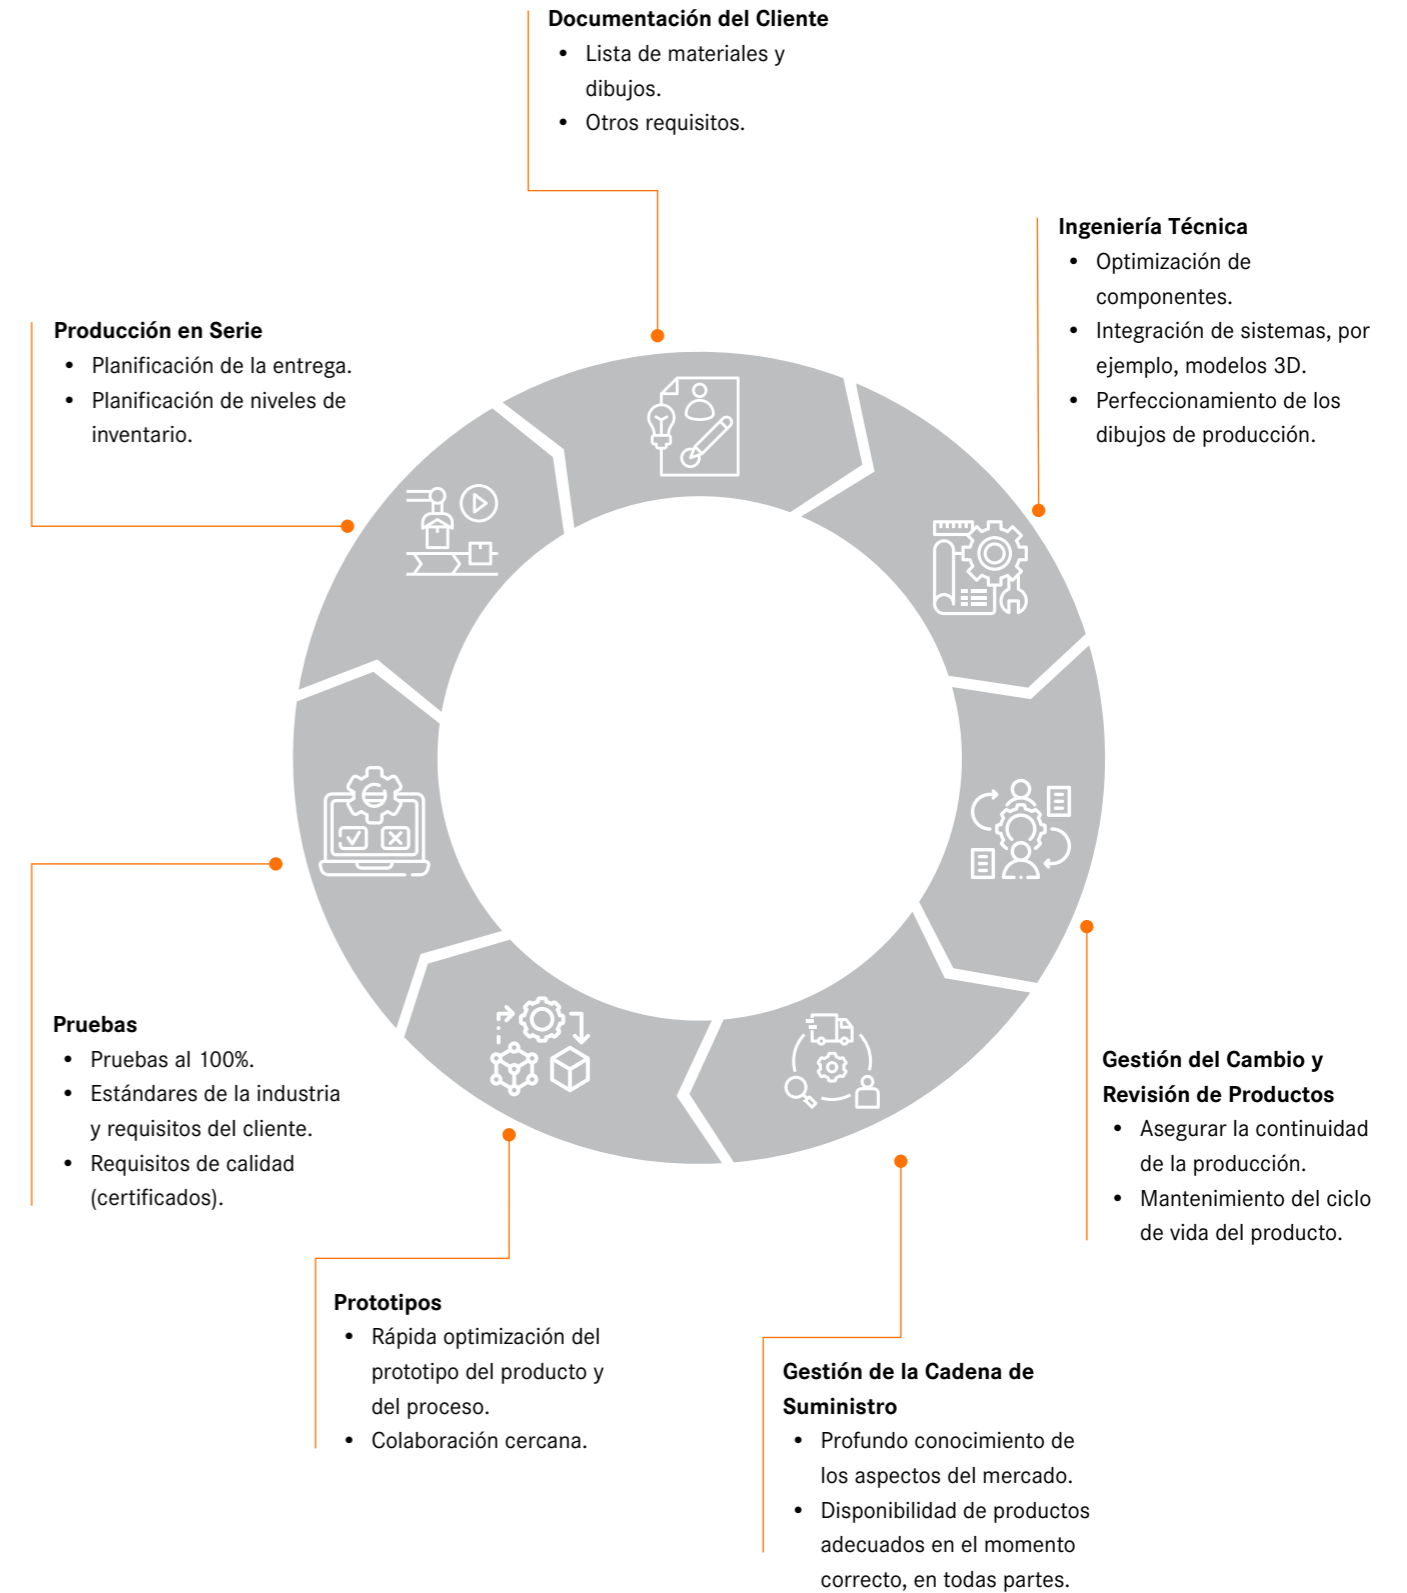 Documentación del Cliente
• Lista de materiales y
dibujos.
• Otros requisitos.
Ingeniería Técnica
• Optimización de
componentes.
• Integración de sistemas, por
ejemplo, modelos 3D.
• Perfeccionamiento de los
dibujos de producción.
Gestión del Cambio y
Revisión de Productos
• Asegurar la continuidad
de la producción.
• Mantenimiento del ciclo
de vida del producto.
Gestión de la Cadena de
Suministro
• Profundo conocimiento de
los aspectos del mercado.
• Disponibilidad de productos
adecuados en el momento
correcto, en todas partes.
Prototipos
• Rápida optimización del
prototipo del producto y
del proceso.
• Colaboración cercana.
Pruebas
• Pruebas al 100%.
• Estándares de la industria
y requisitos del cliente.
• Requisitos de calidad
(certificados).
Producción en Serie
• Planificación de la entrega.
• Planificación de niveles de
inventario.